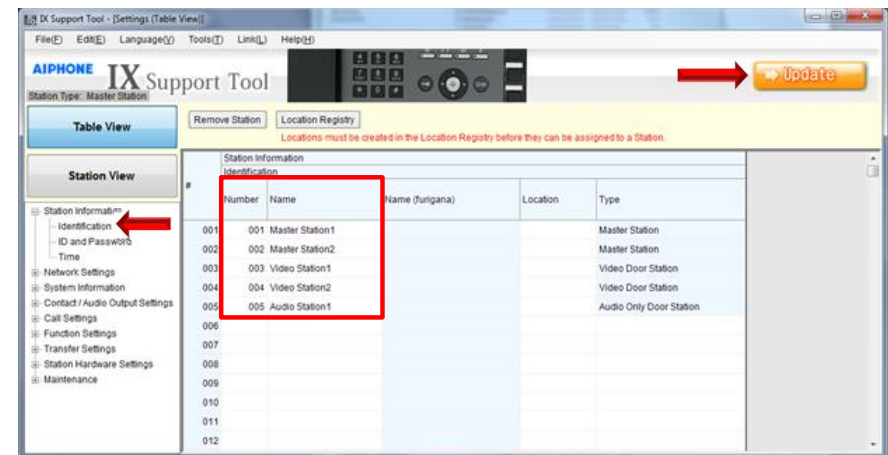 IX Support Tool - [Settings (Table View)]
File(F) Edit(E) Language(V) Tools(T) Link(L) Help(H)
AIPHONE IX Support Tool
Station Type: Master Station
Update
Table View
Remove Station Location Registry
Locations must be created in the Location Registry before they can be assigned to a Station.
Station View
Station Information
Identification
# Number Name Name (furigana) Location Type
Station Information
Identification
ID and Password
Time
Network Settings
System Information
Contact / Audio Output Settings
Call Settings
Function Settings
Transfer Settings
Station Hardware Settings
Maintenance
001 001 Master Station1 Master Station
002 002 Master Station2 Master Station
003 003 Video Station1 Video Door Station
004 004 Video Station2 Video Door Station
005 005 Audio Station1 Audio Only Door Station
006
007
008
009
010
011
012